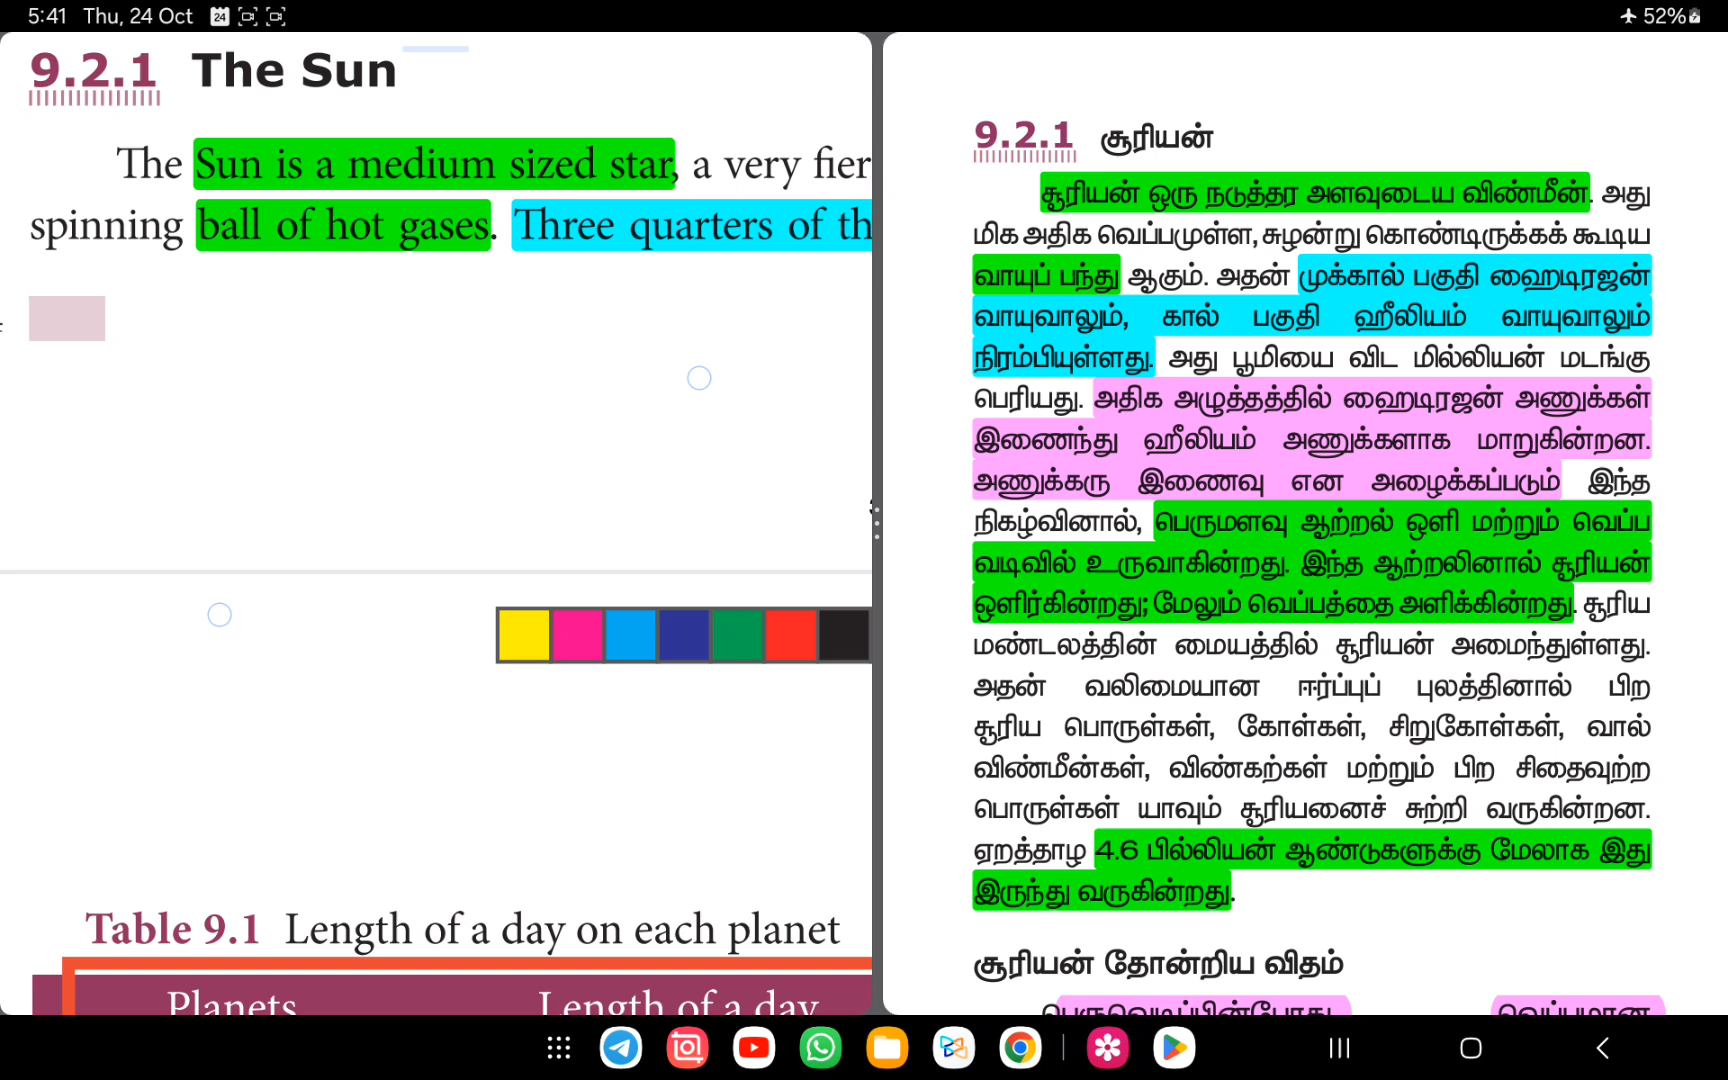 5:41 Thu, 24 Oct 24
52%
9.2.1 The Sun
The Sun is a medium sized star, a very fier
spinning ball of hot gases. Three quarters of th
Table 9.1 Length of a day on each planet
Planets Length of a day
9.2.1 சூரியன்
சூரியன் ஒரு நடுத்தர அளவுடைய விண்மீன். அது
மிக அதிக வெப்பமுள்ள, சுழன்று கொண்டிருக்கக் கூடிய
வாயுப் பந்து ஆகும். அதன் முக்கால் பகுதி ஹைடிரஜன்
வாயுவாலும், கால் பகுதி ஹீலியம் வாயுவாலும்
நிரம்பியுள்ளது. அது பூமியை விட மில்லியன் மடங்கு
பெரியது. அதிக அழுத்தத்தில் ஹைடிரஜன் அணுக்கள்
இணைந்து ஹீலியம் அணுக்களாக மாறுகின்றன.
அணுக்கரு இணைவு என அழைக்கப்படும் இந்த
நிகழ்வினால், பெருமளவு ஆற்றல் ஒளி மற்றும் வெப்ப
வடிவில் உருவாகின்றது. இந்த ஆற்றலினால் சூரியன்
ஒளிர்கின்றது; மேலும் வெப்பத்தை அளிக்கின்றது. சூரிய
மண்டலத்தின் மையத்தில் சூரியன் அமைந்துள்ளது.
அதன் வலிமையான ஈர்ப்புப் புலத்தினால் பிற
சூரிய பொருள்கள், கோள்கள், சிறுகோள்கள், வால்
விண்மீன்கள், விண்கற்கள் மற்றும் பிற சிதைவுற்ற
பொருள்கள் யாவும் சூரியனைச் சுற்றி வருகின்றன.
ஏறத்தாழ 4.6 பில்லியன் ஆண்டுகளுக்கு மேலாக இது
இருந்து வருகின்றது.
சூரியன் தோன்றிய விதம்
பெருவெடிப்பின்போது, வெப்பமான